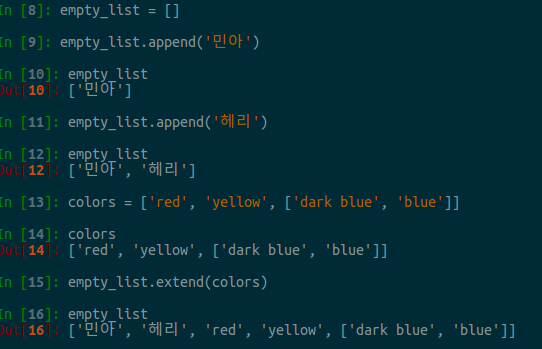 In [8]: empty_list = []
In [9]: empty_list.append('민아')
In [10]: empty_list
Out[10]: ['민아']
In [11]: empty_list.append('헤리')
In [12]: empty_list
Out[12]: ['민아', '헤리']
In [13]: colors = ['red', 'yellow', ['dark blue', 'blue']]
In [14]: colors
Out[14]: ['red', 'yellow', ['dark blue', 'blue']]
In [15]: empty_list.extend(colors)
In [16]: empty_list
Out[16]: ['민아', '헤리', 'red', 'yellow', ['dark blue', 'blue']]